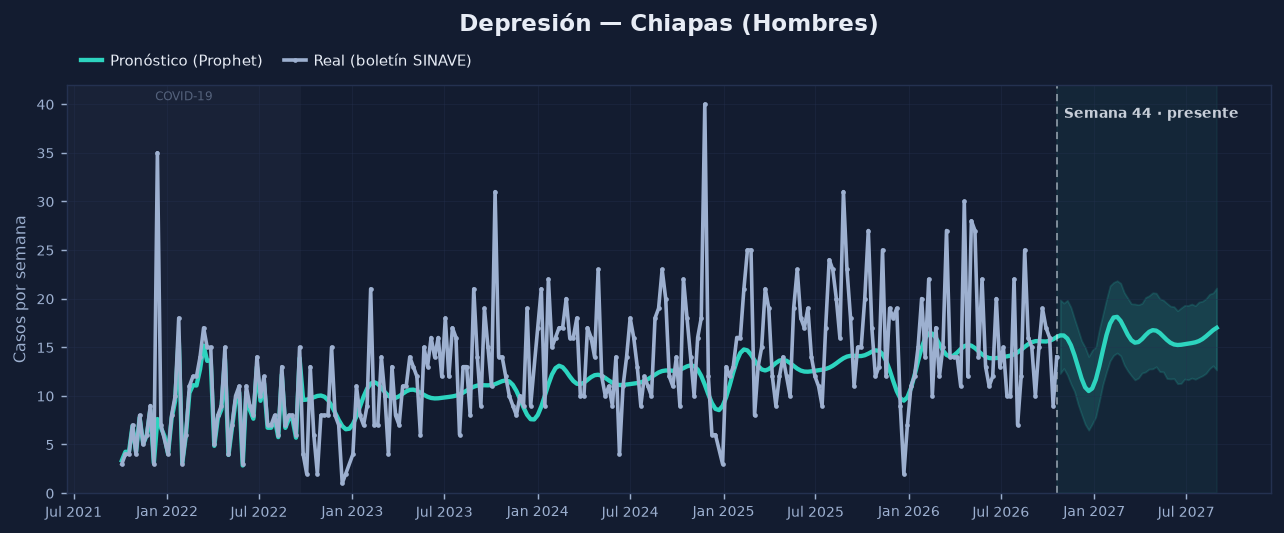 Depresión — Chiapas (Hombres)
Pronóstico (Prophet)
Real (boletín SINAVE)
COVID-19
Semana 44 · presente
Casos por semana
40
35
30
25
20
15
10
5
0
Jul 2021
Jan 2022
Jul 2022
Jan 2023
Jul 2023
Jan 2024
Jul 2024
Jan 2025
Jul 2025
Jan 2026
Jul 2026
Jan 2027
Jul 2027